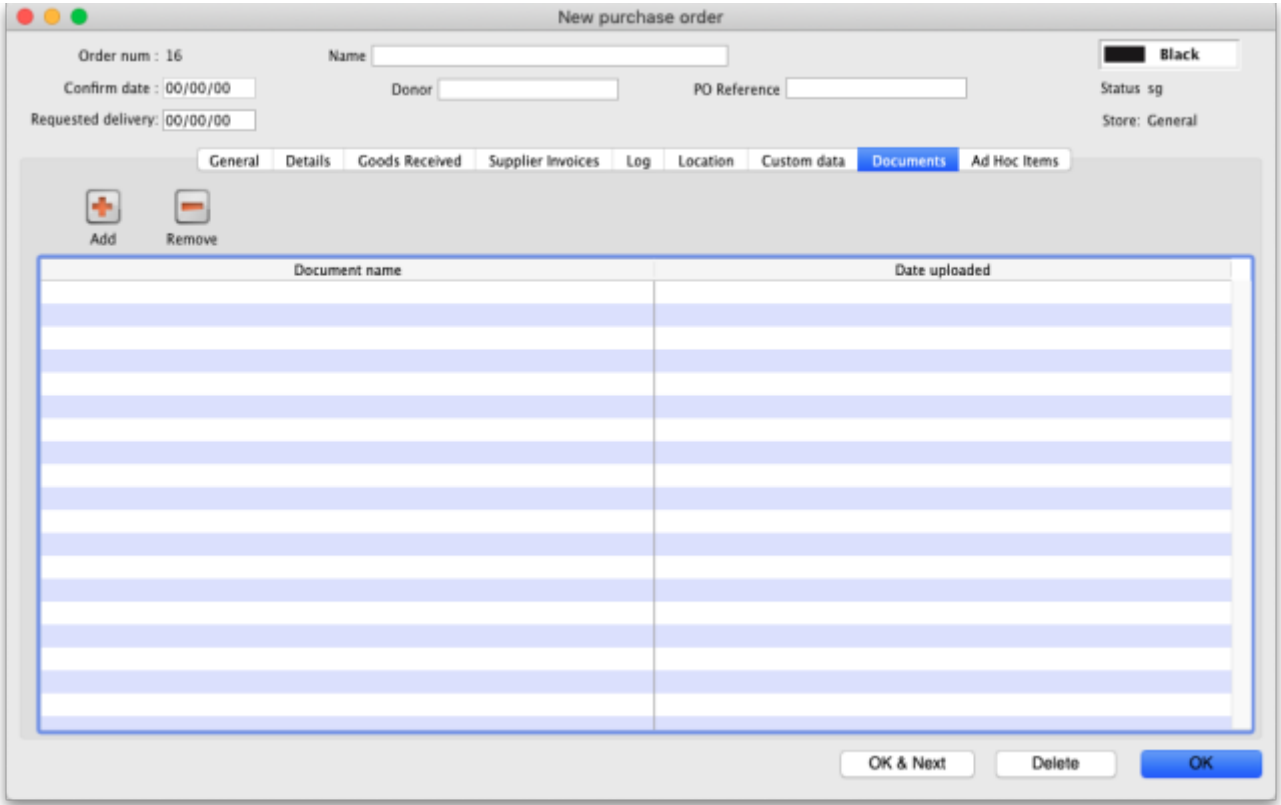 New purchase order
Order num : 16 Name Black
Confirm date : 00/00/00 Donor PO Reference Status sg
Requested delivery: 00/00/00 Store: General
General Details Goods Received Supplier Invoices Log Location Custom data Documents Ad Hoc Items
Add Remove
Document name Date uploaded
OK & Next Delete OK